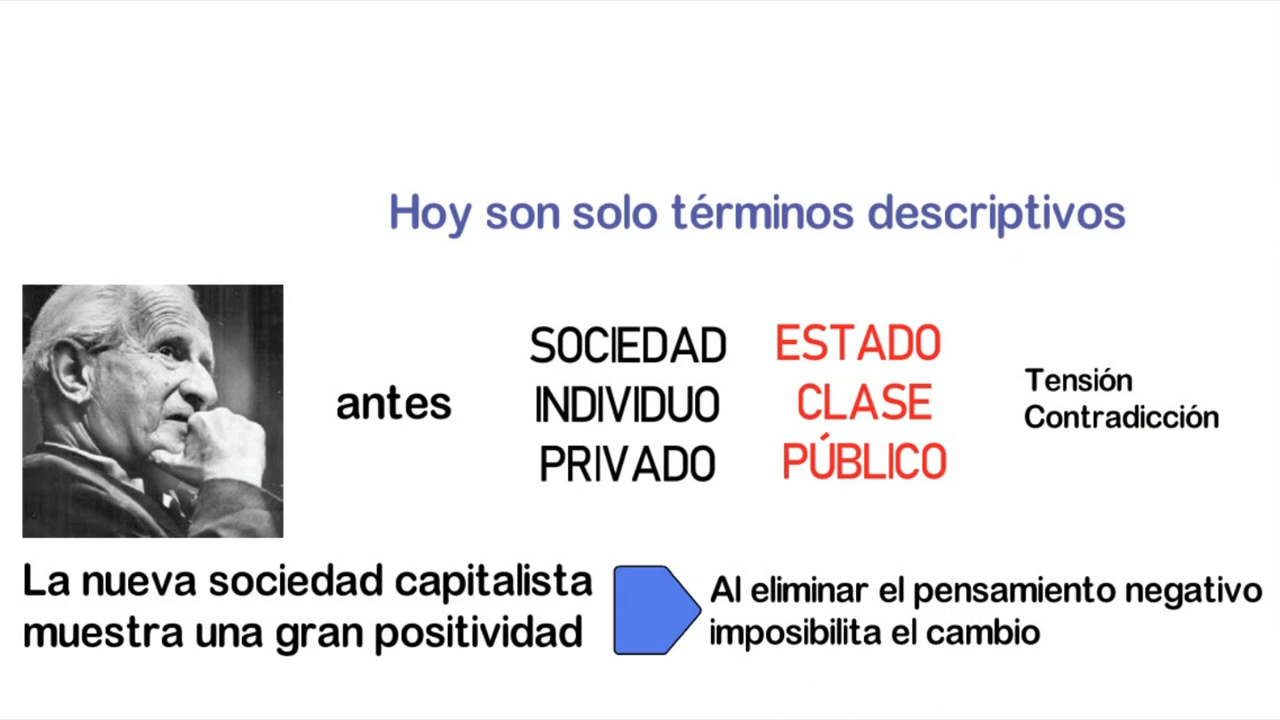 Hoy son solo términos descriptivos
antes
SOCIEDAD ESTADO
INDIVIDUO CLASE
PRIVADO PÚBLICO
Tensión
Contradicción
La nueva sociedad capitalista
muestra una gran positividad
Al eliminar el pensamiento negativo
imposibilita el cambio